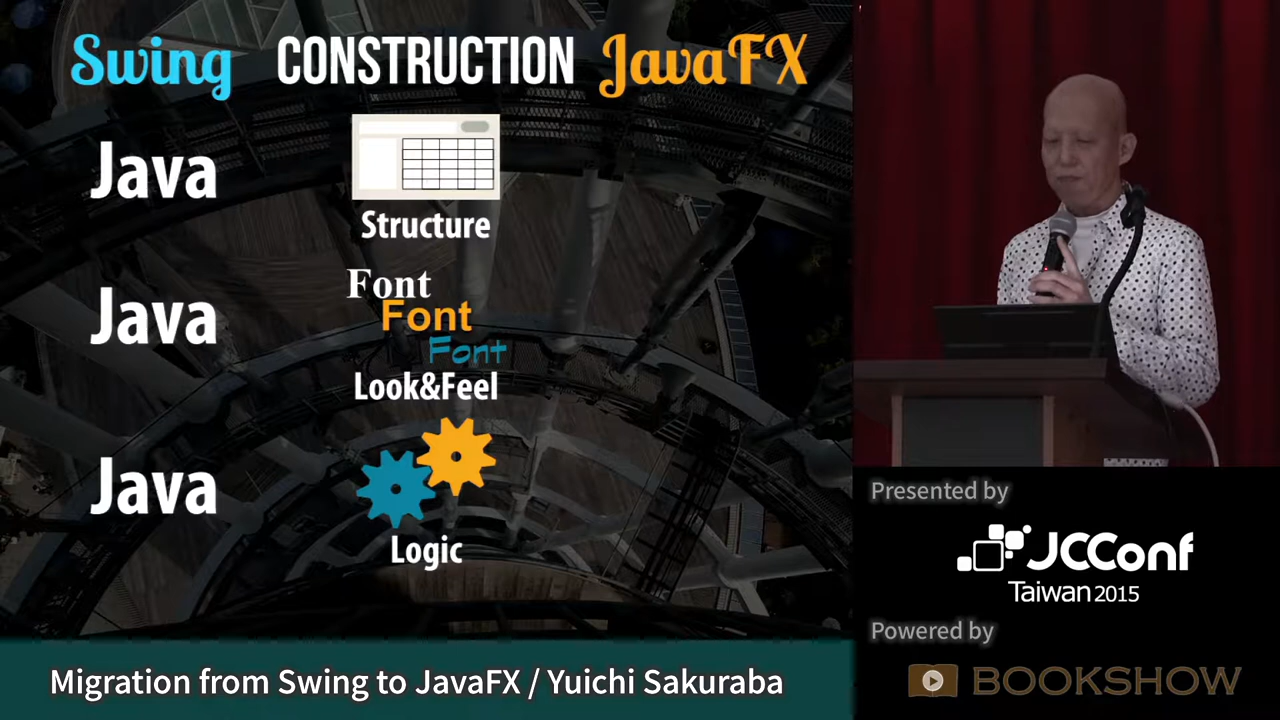 Swing CONSTRUCTION JavaFX
Java
Structure
Java
Font
Font
Font
Look&Feel
Java
Logic
Migration from Swing to JavaFX / Yuichi Sakuraba
Presented by
JCConf
Taiwan 2015
Powered by
BOOKSHOW